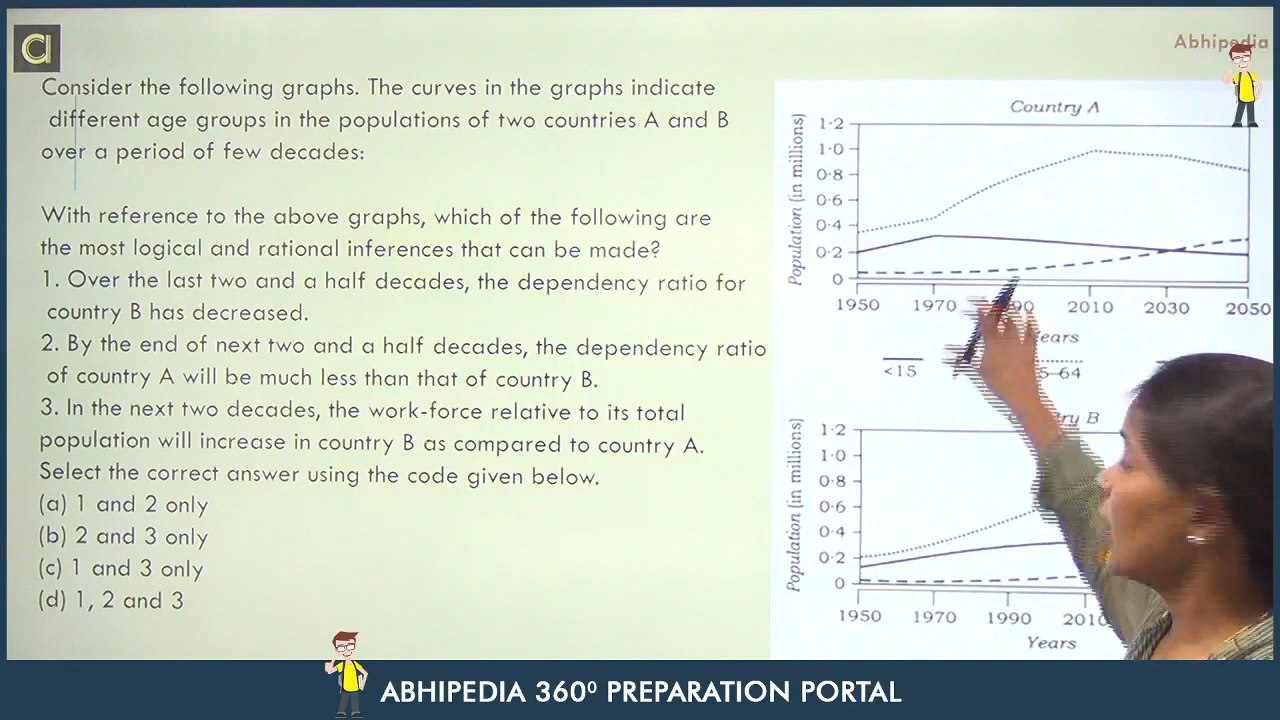 a
Abhipedia
Consider the following graphs. The curves in the graphs indicate
different age groups in the populations of two countries A and B
over a period of few decades:
With reference to the above graphs, which of the following are
the most logical and rational inferences that can be made?
1. Over the last two and a half decades, the dependency ratio for
country B has decreased.
2. By the end of next two and a half decades, the dependency ratio
of country A will be much less than that of country B.
3. In the next two decades, the work-force relative to its total
population will increase in country B as compared to country A.
Select the correct answer using the code given below.
(a) 1 and 2 only
(b) 2 and 3 only
(c) 1 and 3 only
(d) 1, 2 and 3
Country A
Population (in millions)
1·2
1·0
0·8
0·6
0·4
0·2
0
1950 1970 90 2010 2030 2050
ears
<15 5–64
ry B
Population (in millions)
1·2
1·0
0·8
0·6
0·4
0·2
0
1950 1970 1990 2010
Years
ABHIPEDIA 360⁰ PREPARATION PORTAL